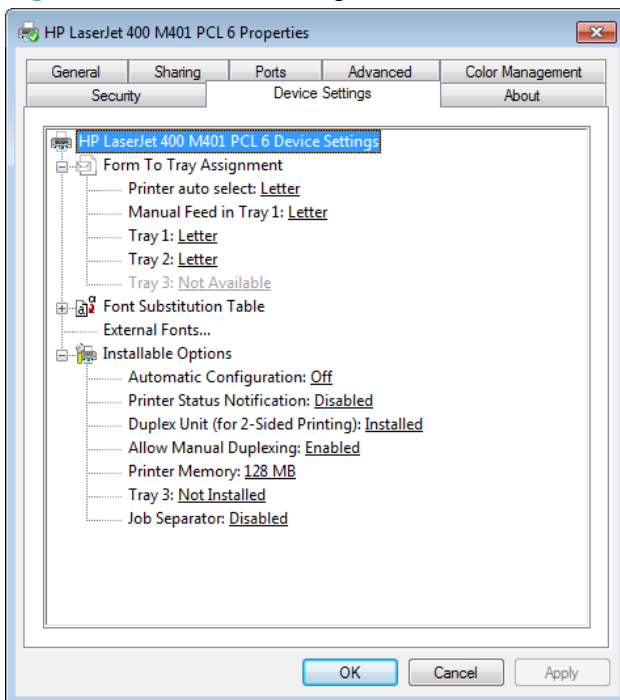 HP LaserJet 400 M401 PCL 6 Properties
General Sharing Ports Advanced Color Management
Security Device Settings About
HP LaserJet 400 M401 PCL 6 Device Settings
Form To Tray Assignment
Printer auto select: Letter
Manual Feed in Tray 1: Letter
Tray 1: Letter
Tray 2: Letter
Tray 3: Not Available
Font Substitution Table
External Fonts...
Installable Options
Automatic Configuration: Off
Printer Status Notification: Disabled
Duplex Unit (for 2-Sided Printing): Installed
Allow Manual Duplexing: Enabled
Printer Memory: 128 MB
Tray 3: Not Installed
Job Separator: Disabled
OK Cancel Apply